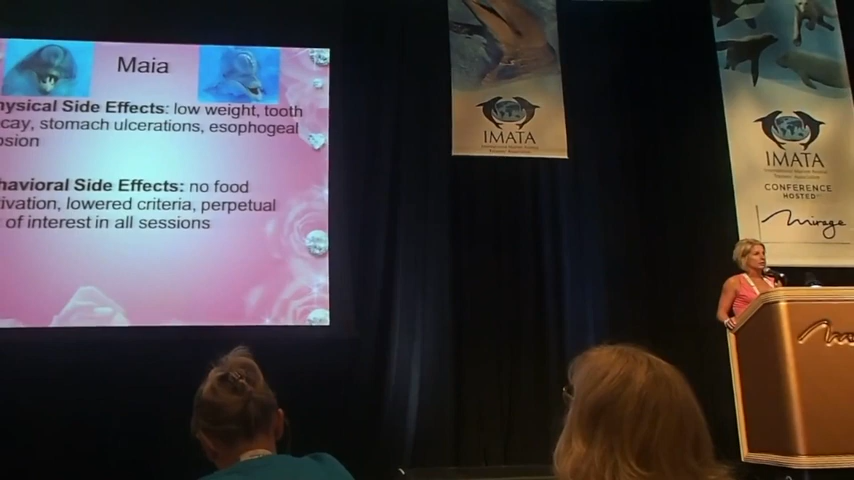 Maia
hysical Side Effects: low weight, tooth
cay, stomach ulcerations, esophogeal
osion
havioral Side Effects: no food
tivation, lowered criteria, perpetual
of interest in all sessions
IMATA
IMATA
CONFERENCE
HOSTED
Mirage